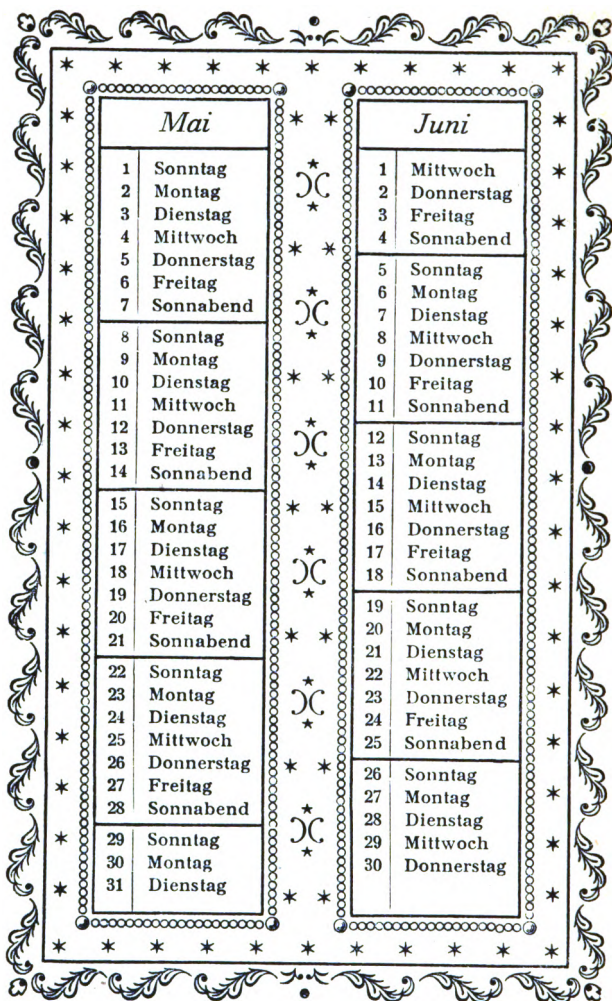 Mai
1 Sonntag
2 Montag
3 Dienstag
4 Mittwoch
5 Donnerstag
6 Freitag
7 Sonnabend
8 Sonntag
9 Montag
10 Dienstag
11 Mittwoch
12 Donnerstag
13 Freitag
14 Sonnabend
15 Sonntag
16 Montag
17 Dienstag
18 Mittwoch
19 Donnerstag
20 Freitag
21 Sonnabend
22 Sonntag
23 Montag
24 Dienstag
25 Mittwoch
26 Donnerstag
27 Freitag
28 Sonnabend
29 Sonntag
30 Montag
31 Dienstag
Juni
1 Mittwoch
2 Donnerstag
3 Freitag
4 Sonnabend
5 Sonntag
6 Montag
7 Dienstag
8 Mittwoch
9 Donnerstag
10 Freitag
11 Sonnabend
12 Sonntag
13 Montag
14 Dienstag
15 Mittwoch
16 Donnerstag
17 Freitag
18 Sonnabend
19 Sonntag
20 Montag
21 Dienstag
22 Mittwoch
23 Donnerstag
24 Freitag
25 Sonnabend
26 Sonntag
27 Montag
28 Dienstag
29 Mittwoch
30 Donnerstag